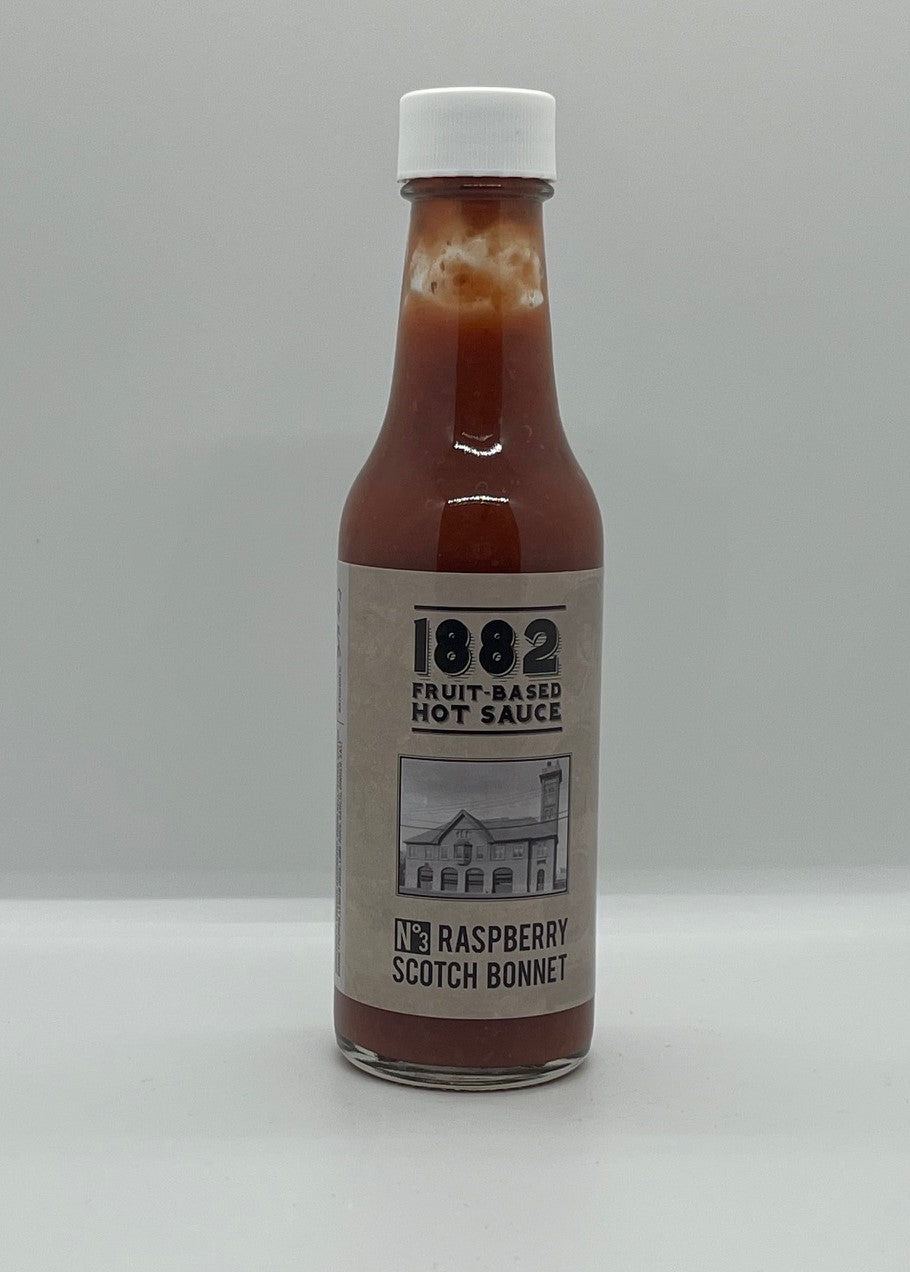 1882
FRUIT-BASED
HOT SAUCE
Nº3 RASPBERRY
SCOTCH BONNET